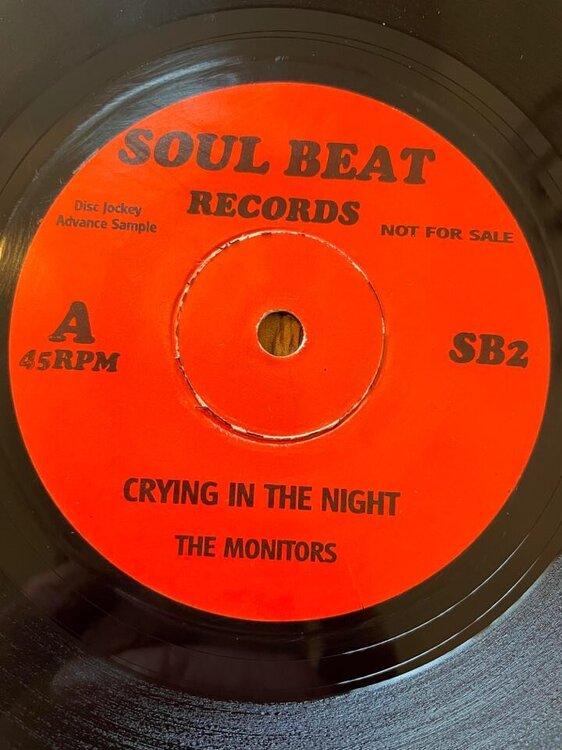 SOUL BEAT
RECORDS
Disc Jockey
Advance Sample
NOT FOR SALE
A
45RPM
SB2
CRYING IN THE NIGHT
THE MONITORS